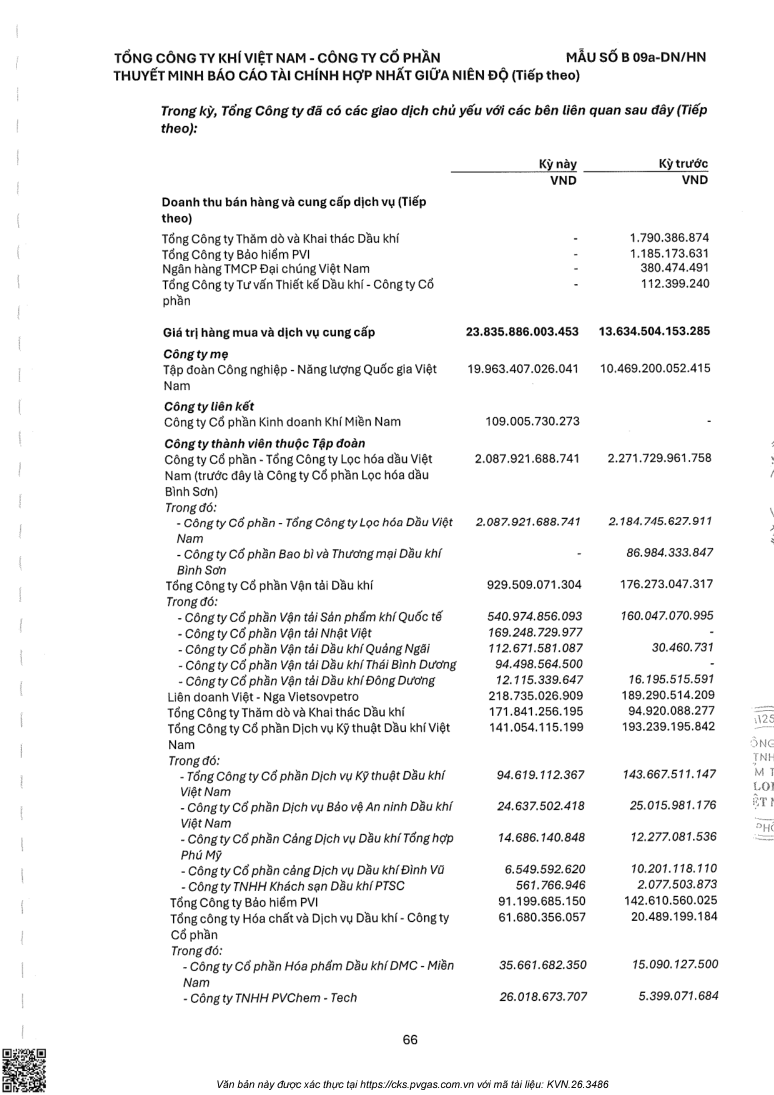 TỔNG CÔNG TY KHÍ VIỆT NAM - CÔNG TY CỔ PHẦN MẪU SỐ B 09a-DN/HN
THUYẾT MINH BÁO CÁO TÀI CHÍNH HỢP NHẤT GIỮA NIÊN ĐỘ (Tiếp theo)
Trong kỳ, Tổng Công ty đã có các giao dịch chủ yếu với các bên liên quan sau đây (Tiếp
theo):
Kỳ này Kỳ trước
VND VND
Doanh thu bán hàng và cung cấp dịch vụ (Tiếp
theo)
Tổng Công ty Thăm dò và Khai thác Dầu khí - 1.790.386.874
Tổng Công ty Bảo hiểm PVI - 1.185.173.631
Ngân hàng TMCP Đại chúng Việt Nam - 380.474.491
Tổng Công ty Tư vấn Thiết kế Dầu khí - Công ty Cổ - 112.399.240
phần
Giá trị hàng mua và dịch vụ cung cấp 23.835.886.003.453 13.634.504.153.285
Công ty mẹ
Tập đoàn Công nghiệp - Năng lượng Quốc gia Việt 19.963.407.026.041 10.469.200.052.415
Nam
Công ty liên kết
Công ty Cổ phần Kinh doanh Khí Miền Nam 109.005.730.273 -
Công ty thành viên thuộc Tập đoàn
Công ty Cổ phần - Tổng Công ty Lọc hóa dầu Việt 2.087.921.688.741 2.271.729.961.758
Nam (trước đây là Công ty Cổ phần Lọc hóa dầu
Bình Sơn)
Trong đó:
- Công ty Cổ phần - Tổng Công ty Lọc hóa Dầu Việt 2.087.921.688.741 2.184.745.627.911
Nam
- Công ty Cổ phần Bao bì và Thương mại Dầu khí - 86.984.333.847
Bình Sơn
Tổng Công ty Cổ phần Vận tải Dầu khí 929.509.071.304 176.273.047.317
Trong đó:
- Công ty Cổ phần Vận tải Sản phẩm khí Quốc tế 540.974.856.093 160.047.070.995
- Công ty Cổ phần Vận tải Nhật Việt 169.248.729.977 -
- Công ty Cổ phần Vận tải Dầu khí Quảng Ngãi 112.671.581.087 30.460.731
- Công ty Cổ phần Vận tải Dầu khí Thái Bình Dương 94.498.564.500 -
- Công ty Cổ phần Vận tải Dầu khí Đông Dương 12.115.339.647 16.195.515.591
Liên doanh Việt - Nga Vietsovpetro 218.735.026.909 189.290.514.209
Tổng Công ty Thăm dò và Khai thác Dầu khí 171.841.256.195 94.920.088.277
Tổng Công ty Cổ phần Dịch vụ Kỹ thuật Dầu khí Việt 141.054.115.199 193.239.195.842
Nam
Trong đó:
- Tổng Công ty Cổ phần Dịch vụ Kỹ thuật Dầu khí 94.619.112.367 143.667.511.147
Việt Nam
- Công ty Cổ phần Dịch vụ Bảo vệ An ninh Dầu khí 24.637.502.418 25.015.981.176
Việt Nam
- Công ty Cổ phần Cảng Dịch vụ Dầu khí Tổng hợp 14.686.140.848 12.277.081.536
Phú Mỹ
- Công ty Cổ phần cảng Dịch vụ Dầu khí Đình Vũ 6.549.592.620 10.201.118.110
- Công ty TNHH Khách sạn Dầu khí PTSC 561.766.946 2.077.503.873
Tổng Công ty Bảo hiểm PVI 91.199.685.150 142.610.560.025
Tổng công ty Hóa chất và Dịch vụ Dầu khí - Công ty 61.680.356.057 20.489.199.184
Cổ phần
Trong đó:
- Công ty Cổ phần Hóa phẩm Dầu khí DMC - Miền 35.661.682.350 15.090.127.500
Nam
- Công ty TNHH PVChem - Tech 26.018.673.707 5.399.071.684
66
Văn bản này được xác thực tại https://cks.pvgas.com.vn với mã tài liệu: KVN.26.3486